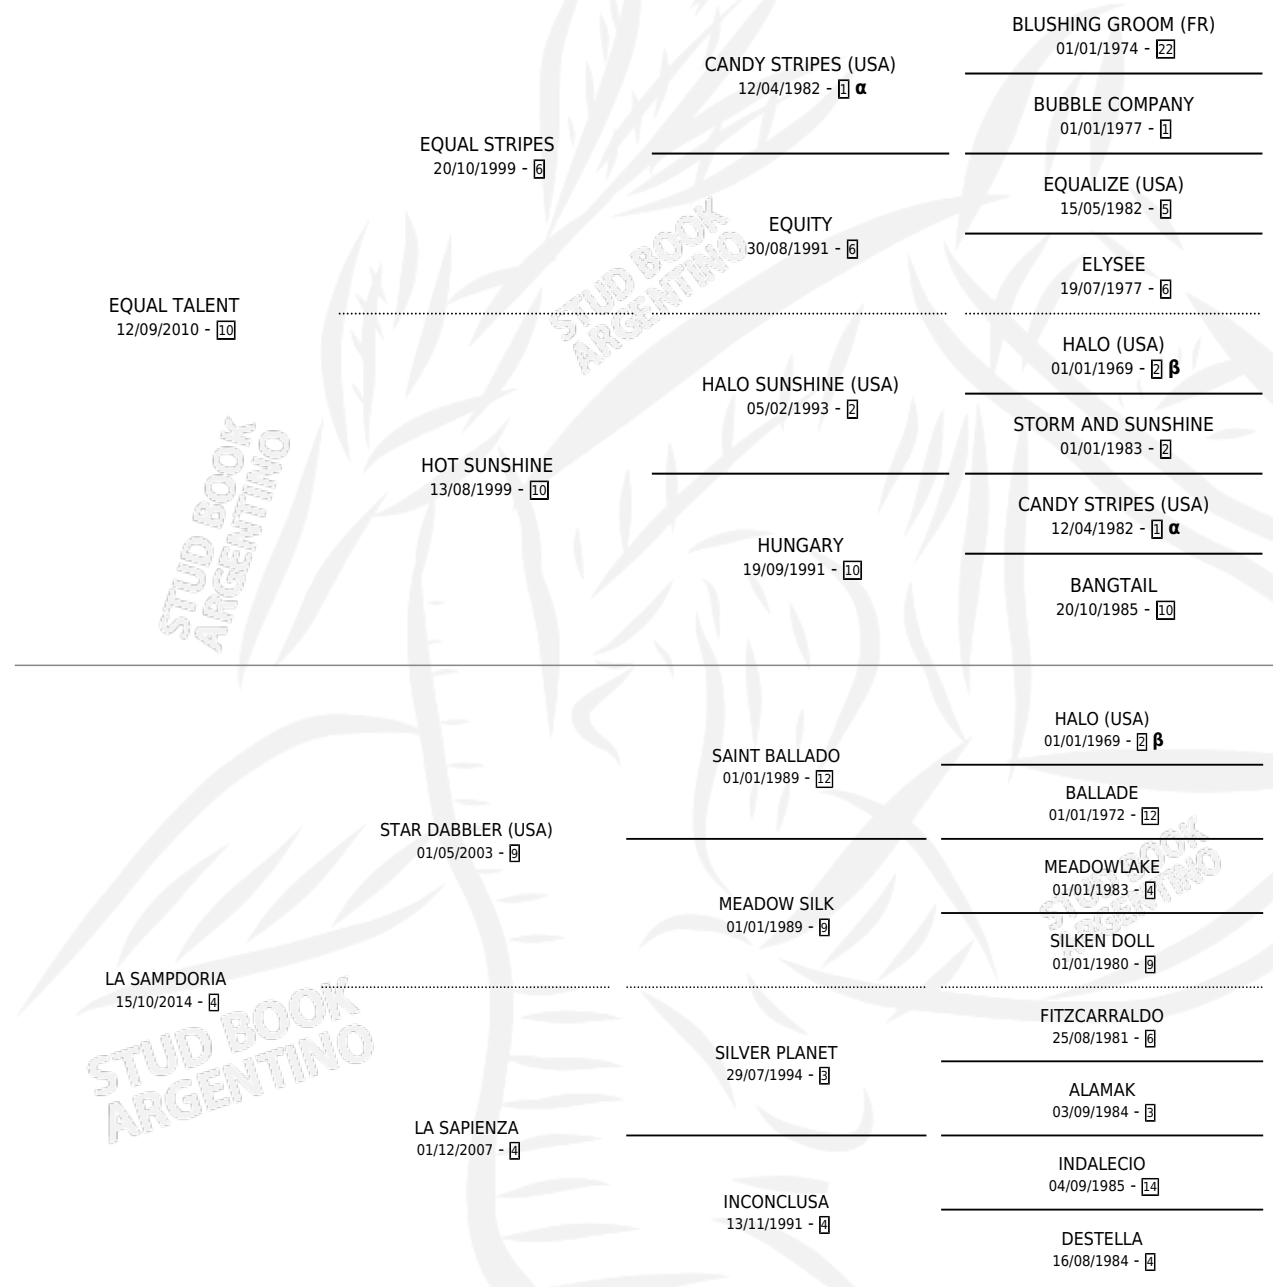 BLUSHING GROOM (FR)
01/01/1974 - 22
CANDY STRIPES (USA)
12/04/1982 - 1 α
BUBBLE COMPANY
01/01/1977 - 1
EQUAL STRIPES
20/10/1999 - 6
EQUALIZE (USA)
15/05/1982 - 5
EQUITY
30/08/1991 - 6
ELYSEE
19/07/1977 - 6
EQUAL TALENT
12/09/2010 - 10
HALO (USA)
01/01/1969 - 2 β
HALO SUNSHINE (USA)
05/02/1993 - 2
STORM AND SUNSHINE
01/01/1983 - 2
HOT SUNSHINE
13/08/1999 - 10
CANDY STRIPES (USA)
12/04/1982 - 1 α
HUNGARY
19/09/1991 - 10
BANGTAIL
20/10/1985 - 10
HALO (USA)
01/01/1969 - 2 β
SAINT BALLADO
01/01/1989 - 12
BALLADE
01/01/1972 - 12
STAR DABBLER (USA)
01/05/2003 - 9
MEADOWLAKE
01/01/1983 - 4
MEADOW SILK
01/01/1989 - 9
SILKEN DOLL
01/01/1980 - 9
LA SAMPDORIA
15/10/2014 - 4
FITZCARRALDO
25/08/1981 - 6
SILVER PLANET
29/07/1994 - 3
ALAMAK
03/09/1984 - 3
LA SAPIENZA
01/12/2007 - 4
INDALECIO
04/09/1985 - 14
INCONCLUSA
13/11/1991 - 4
DESTELLA
16/08/1984 - 4
STUD BOOK
ARGENTINO
STUD BOOK
ARGENTINO
STUD BOOK
ARGENTINO
STUD BOOK
ARGENTINO